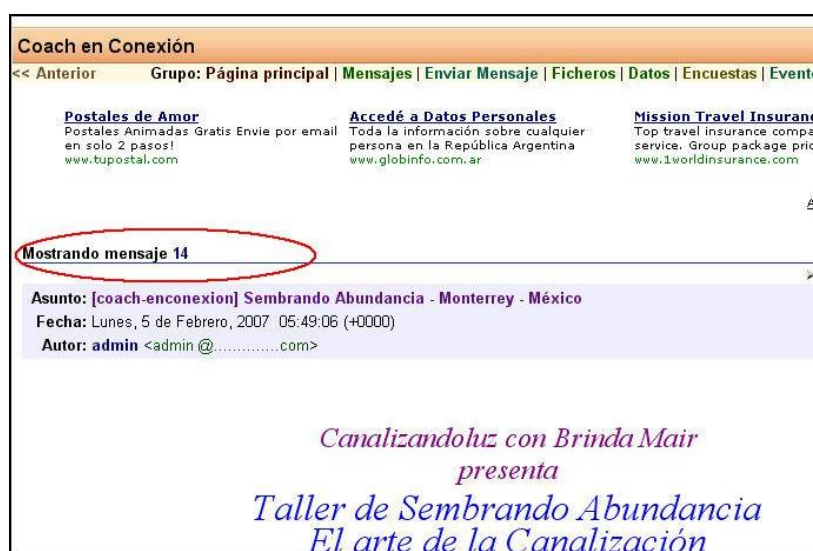 Coach en Conexión
<< Anterior Grupo: Página principal | Mensajes | Enviar Mensaje | Ficheros | Datos | Encuestas | Evento
Postales de Amor
Postales Animadas Gratis Envie por email
en solo 2 pasos!
www.tupostal.com
Accedé a Datos Personales
Toda la información sobre cualquier
persona en la República Argentina
www.globinfo.com.ar
Mission Travel Insuranc
Top travel insurance compa
service. Group package pric
www.1worldinsurance.com
Mostrando mensaje 14
Asunto: [coach-enconexion] Sembrando Abundancia - Monterrey - México
Fecha: Lunes, 5 de Febrero, 2007 05:49:06 (+0000)
Autor: admin <admin @..............com>
Canalizandoluz con Brinda Mair
presenta
Taller de Sembrando Abundancia
El arte de la Canalización